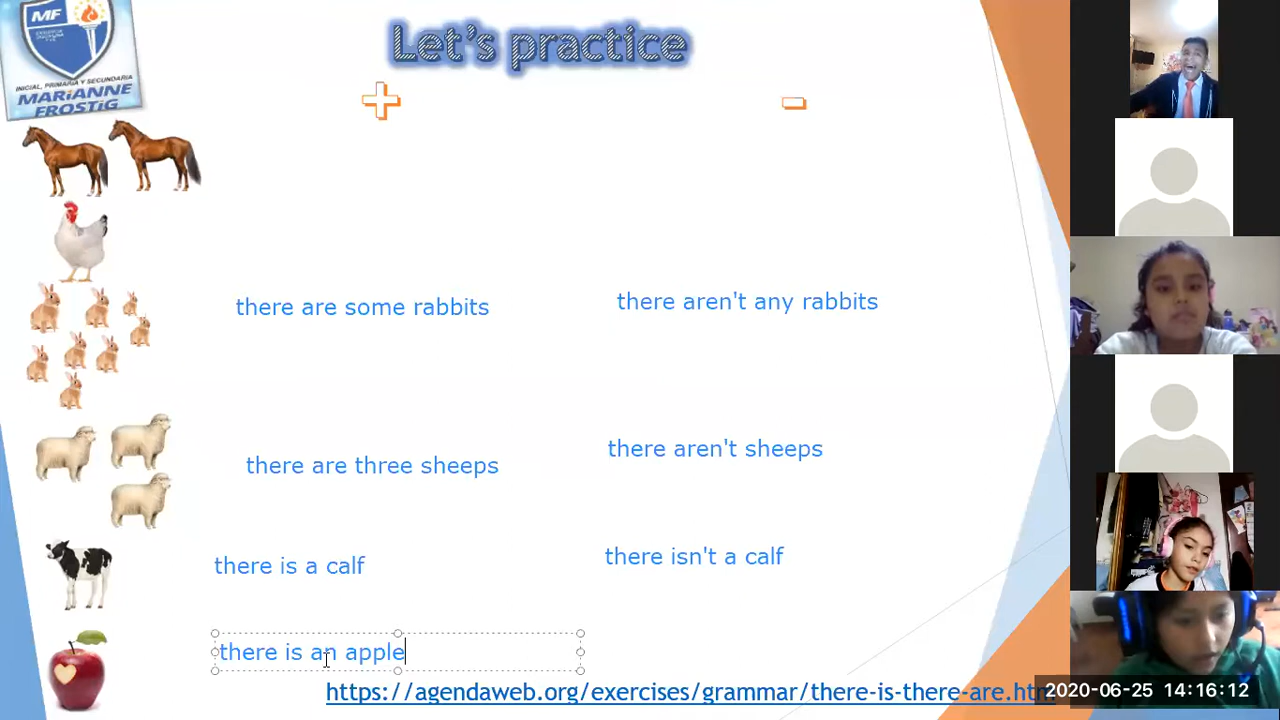 MF
INICIAL, PRIMARIA Y SECUNDARIA
MARIANNE
FROSTIG
Let's practice
+ -
there are some rabbits there aren't any rabbits
there are three sheeps there aren't sheeps
there is a calf there isn't a calf
there is an apple
https://agendaweb.org/exercises/grammar/there-is-there-are.htm
2020-06-25 14:16:12